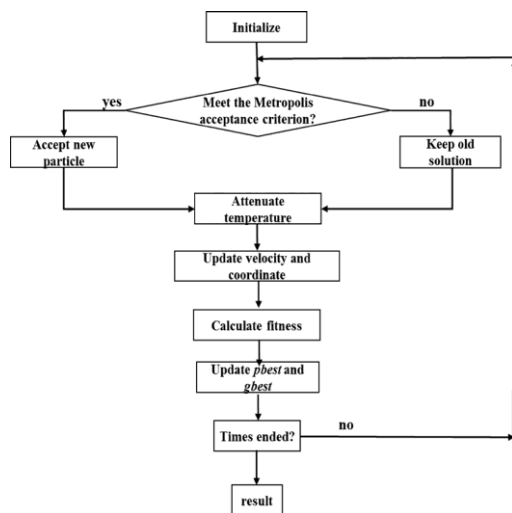 Initialize
yes
Meet the Metropolis
acceptance criterion?
no
Accept new
particle
Keep old
solution
Attenuate
temperature
Update velocity and
coordinate
Calculate fitness
Update pbest and
gbest
Times ended?
no
result